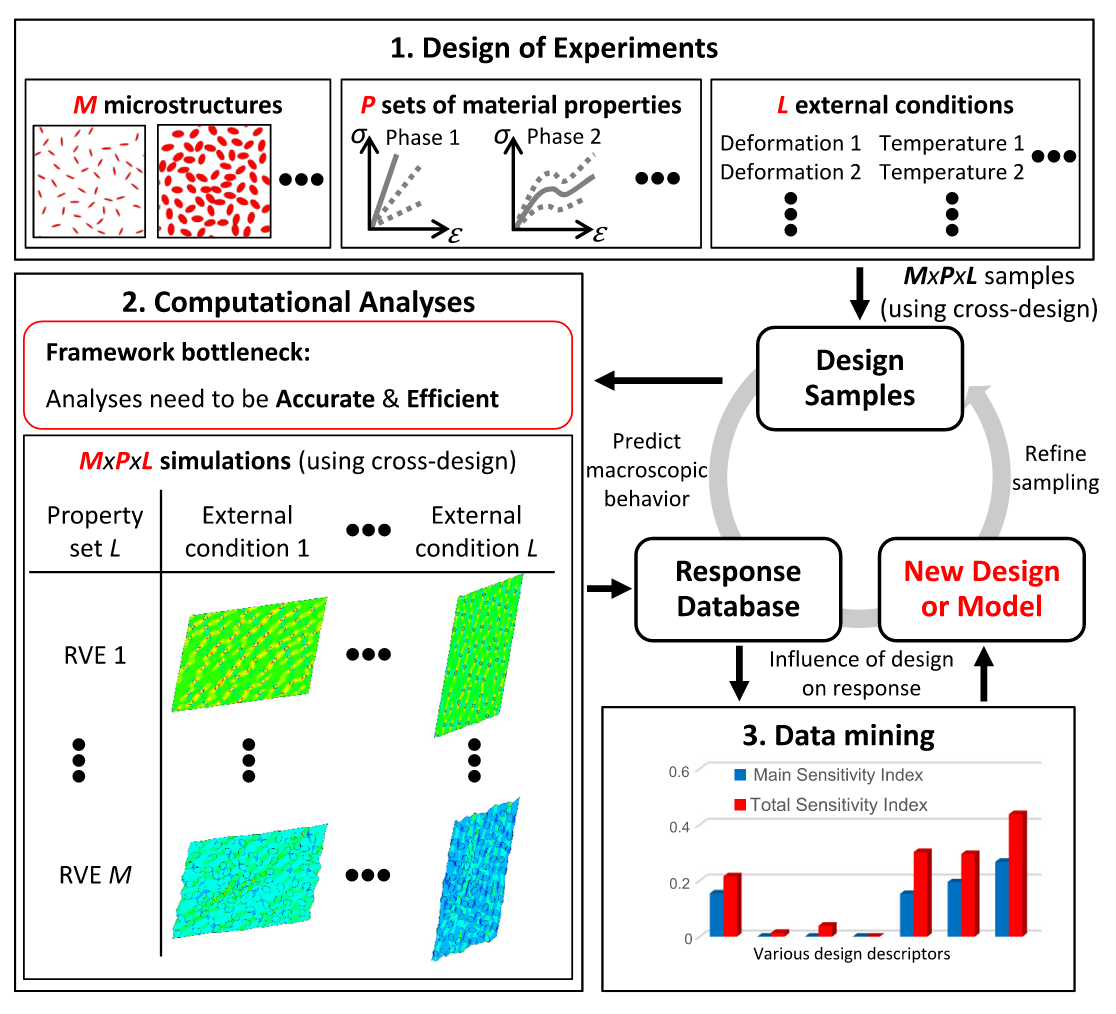 1. Design of Experiments
M microstructures
P sets of material properties
σ Phase 1
ε
σ Phase 2
ε
L external conditions
Deformation 1 Temperature 1
Deformation 2 Temperature 2
MxPxL samples
(using cross-design)
2. Computational Analyses
Framework bottleneck:
Analyses need to be Accurate & Efficient
MxPxL simulations (using cross-design)
Property
set L
External
condition 1
External
condition L
RVE 1
RVE M
Design
Samples
Predict
macroscopic
behavior
Refine
sampling
Response
Database
New Design
or Model
Influence of design
on response
3. Data mining
0.6
0.4
0.2
0
Main Sensitivity Index
Total Sensitivity Index
Various design descriptors